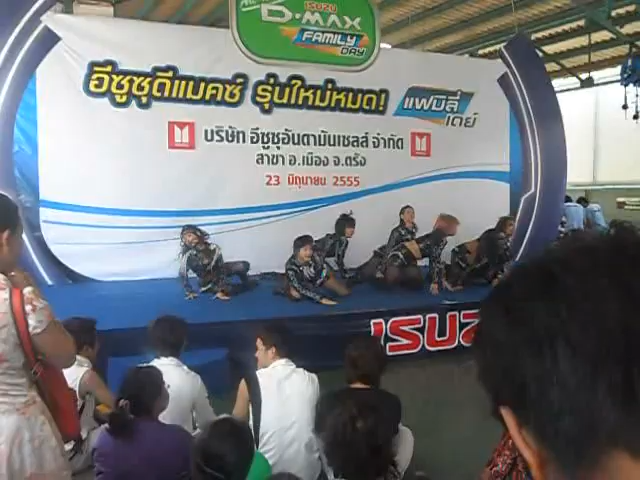 ISUZU
D-MAX
FAMILY
DAY
อีซูซุดีแมคซ์ รุ่นใหม่หมด! แฟมิลี่
เดย์
บริษัท อีซูซุอันดามันเซลส์ จำกัด
สาขา อ.เมือง จ.ตรัง
23 มิถุนายน 2555
ISUZU